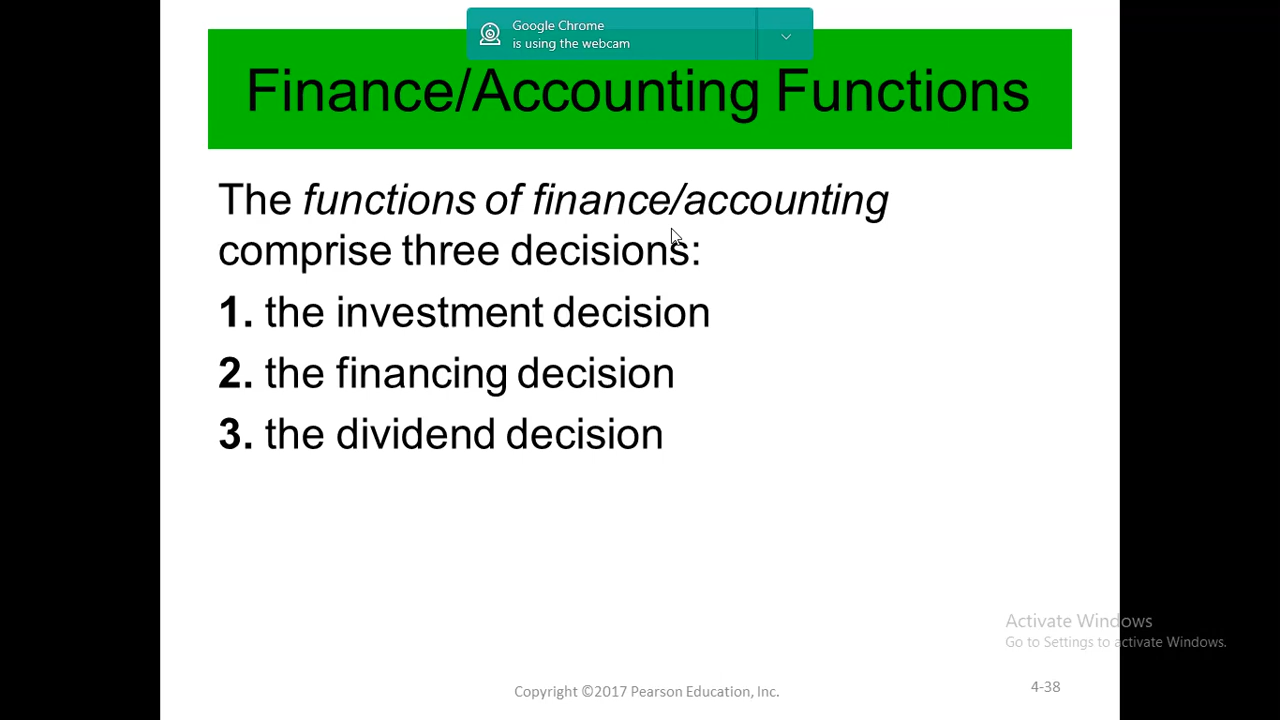 Google Chrome
is using the webcam
Finance/Accounting Functions
The functions of finance/accounting
comprise three decisions:
1. the investment decision
2. the financing decision
3. the dividend decision
Activate Windows
Go to Settings to activate Windows.
Copyright ©2017 Pearson Education, Inc.
4-38